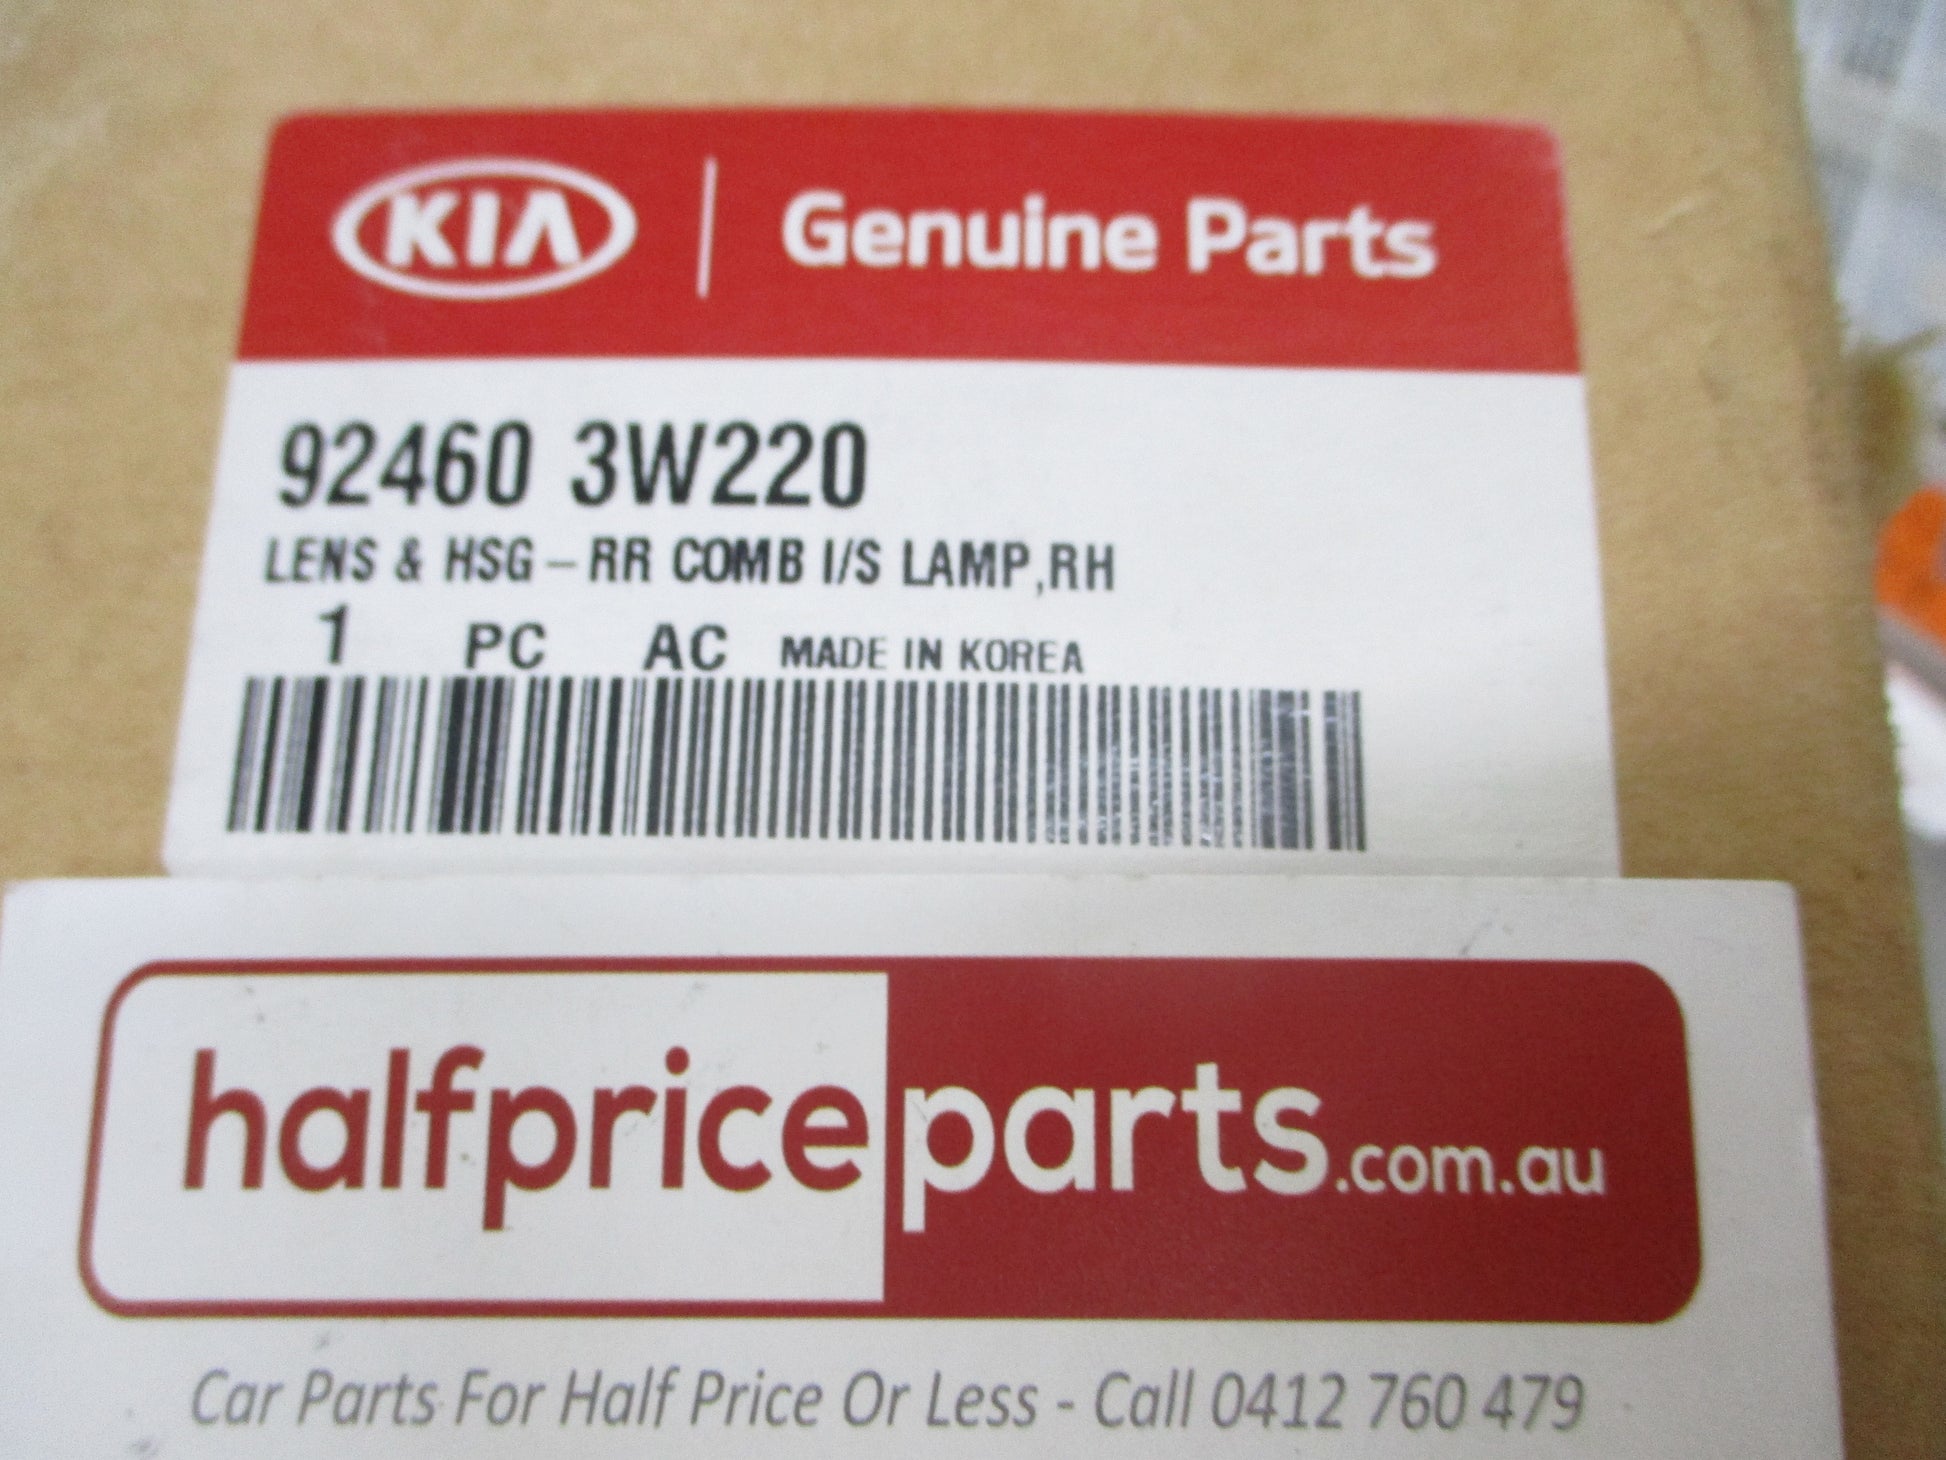 KIA | Genuine Parts
92460 3W220
LENS & HSG-RR COMB I/S LAMP,RH
1 PC AC MADE IN KOREA
halfpriceparts.com.au
Car Parts For Half Price Or Less - Call 0412 760 479